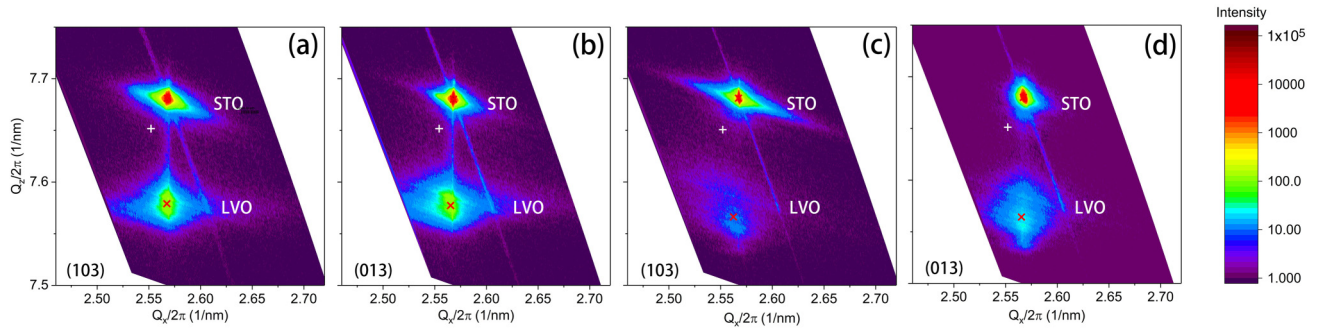 (a)
STO
LVO
(103)
7.7
7.6
7.5
Q_z/2π (1/nm)
2.50
2.55
2.60
2.65
2.70
Q_x/2π (1/nm)
(b)
STO
LVO
(013)
2.50
2.55
2.60
2.65
2.70
Q_x/2π (1/nm)
(c)
STO
LVO
(103)
2.50
2.55
2.60
2.65
2.70
Q_x/2π (1/nm)
(d)
STO
LVO
(013)
2.50
2.55
2.60
2.65
2.70
Q_x/2π (1/nm)
Intensity
1x10⁵
10000
1000
100.0
10.00
1.000